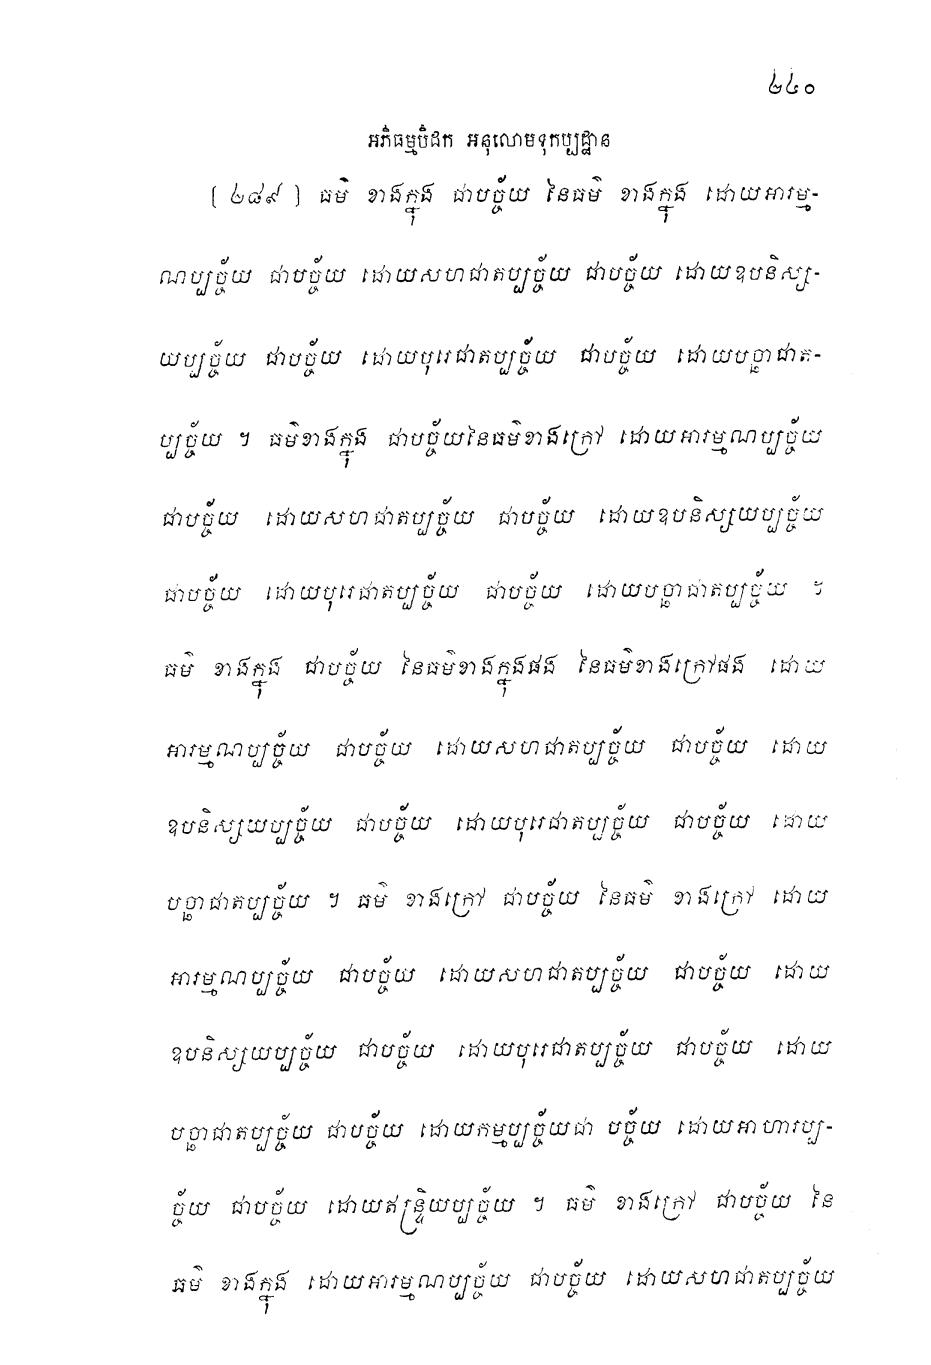 ២៤០
អភិធម្មបិដក អនុលោមទុកប្បដ្ឋាន
[ ២៨៩ ] ធម៌ ខាងក្នុង ជាបច្ច័យ នៃធម៌ ខាងក្នុង ដោយអារម្ម-
ណប្បច្ច័យ ជាបច្ច័យ ដោយសហជាតប្បច្ច័យ ជាបច្ច័យ ដោយឧបនិស្ស-
យប្បច្ច័យ ជាបច្ច័យ ដោយបុរេជាតប្បច្ច័យ ជាបច្ច័យ ដោយបច្ឆាជាត-
ប្បច្ច័យ ។ ធម៌ខាងក្នុង ជាបច្ច័យនៃធម៌ខាងក្រៅ ដោយអារម្មណប្បច្ច័យ
ជាបច្ច័យ ដោយសហជាតប្បច្ច័យ ជាបច្ច័យ ដោយឧបនិស្សយប្បច្ច័យ
ជាបច្ច័យ ដោយបុរេជាតប្បច្ច័យ ជាបច្ច័យ ដោយបច្ឆាជាតប្បច្ច័យ ។
ធម៌ ខាងក្នុង ជាបច្ច័យ នៃធម៌ខាងក្នុងផង នៃធម៌ខាងក្រៅផង ដោយ
អារម្មណប្បច្ច័យ ជាបច្ច័យ ដោយសហជាតប្បច្ច័យ ជាបច្ច័យ ដោយ
ឧបនិស្សយប្បច្ច័យ ជាបច្ច័យ ដោយបុរេជាតប្បច្ច័យ ជាបច្ច័យ ដោយ
បច្ឆាជាតប្បច្ច័យ ។ ធម៌ ខាងក្រៅ ជាបច្ច័យ នៃធម៌ ខាងក្រៅ ដោយ
អារម្មណប្បច្ច័យ ជាបច្ច័យ ដោយសហជាតប្បច្ច័យ ជាបច្ច័យ ដោយ
ឧបនិស្សយប្បច្ច័យ ជាបច្ច័យ ដោយបុរេជាតប្បច្ច័យ ជាបច្ច័យ ដោយ
បច្ឆាជាតប្បច្ច័យ ជាបច្ច័យ ដោយកម្មប្បច្ច័យជា បច្ច័យ ដោយអាហារប្ប-
ច្ច័យ ជាបច្ច័យ ដោយឥន្ទ្រិយប្បច្ច័យ ។ ធម៌ ខាងក្រៅ ជាបច្ច័យ នៃ
ធម៌ ខាងក្នុង ដោយអារម្មណប្បច្ច័យ ជាបច្ច័យ ដោយសហជាតប្បច្ច័យ